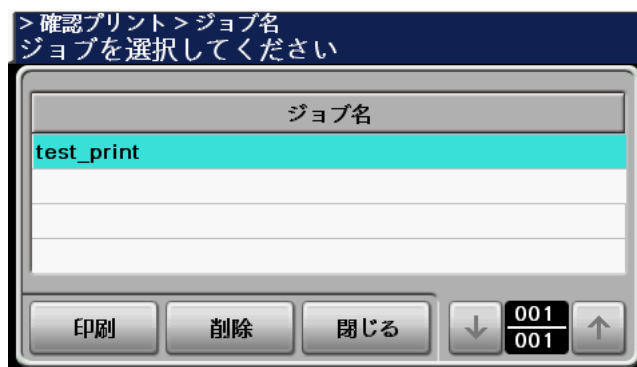 > 確認プリント > ジョブ名
ジョブを選択してください
ジョブ名
test_print
印刷 削除 閉じる ↓ 001 ↑
001